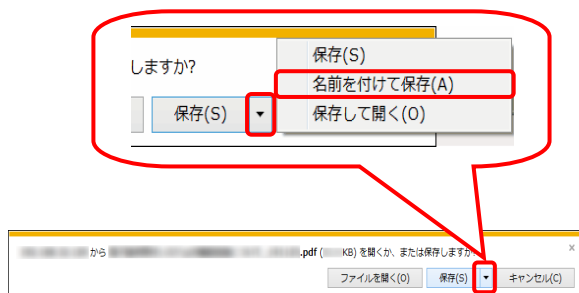 しますか?
保存(S)
名前を付けて保存(A)
保存(S)
保存して開く(O)
から .pdf ( KB) を開くか、または保存しますか
ファイルを開く(O) 保存(S) キャンセル(C)